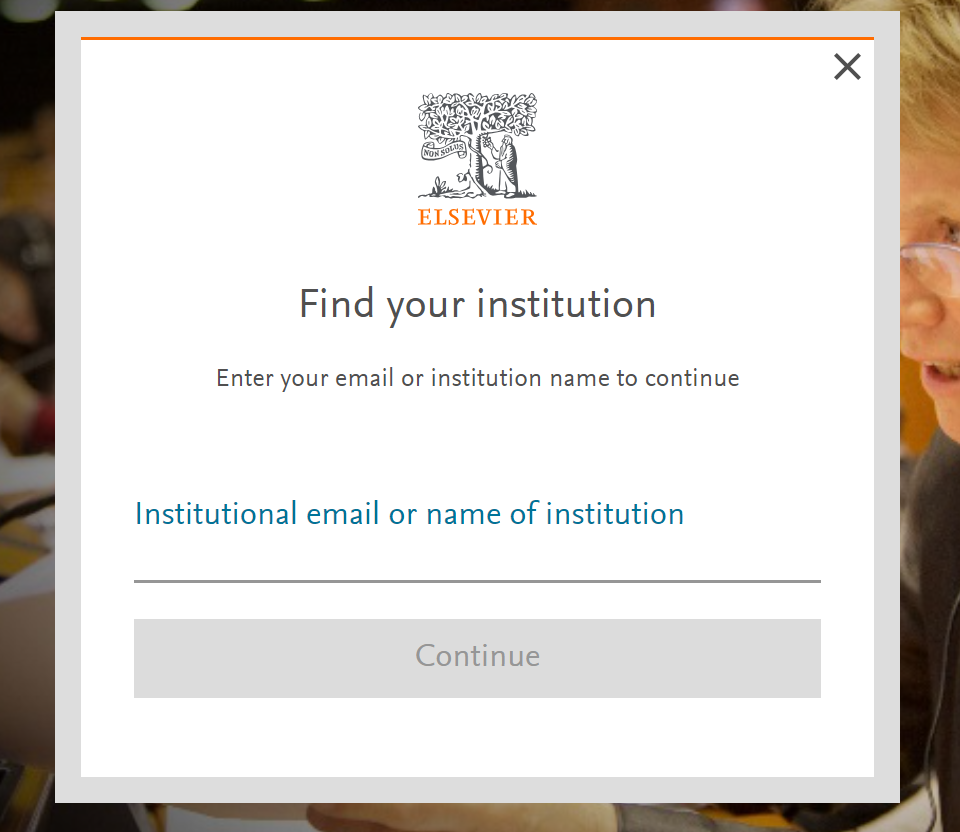 NON SOLUS
ELSEVIER
Find your institution
Enter your email or institution name to continue
Institutional email or name of institution
Continue